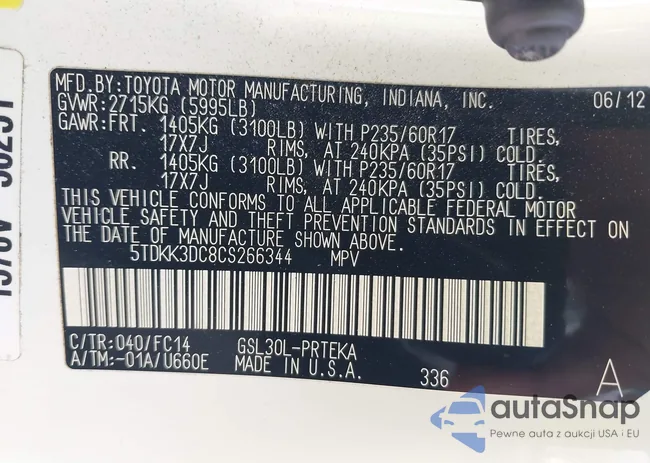 MFD.BY:TOYOTA MOTOR MANUFACTURING, INDIANA, INC. 06/12
GVWR:2715KG (5995LB)
GAWR:FRT. 1405KG (3100LB) WITH P235/60R17 TIRES,
17X7J RIMS, AT 240KPA (35PSI) COLD.
RR. 1405KG (3100LB) WITH P235/60R17 TIRES,
17X7J RIMS, AT 240KPA (35PSI) COLD.
THIS VEHICLE CONFORMS TO ALL APPLICABLE FEDERAL MOTOR
VEHICLE SAFETY AND THEFT PREVENTION STANDARDS IN EFFECT ON
THE DATE OF MANUFACTURE SHOWN ABOVE.
5TDKK3DC8CS266344 MPV
C/TR:040/FC14 GSL30L-PRTEKA
A/TM:-01A/U660E MADE IN U.S.A. 336 A
autaSnap
Pewne auta z aukcji USA i EU